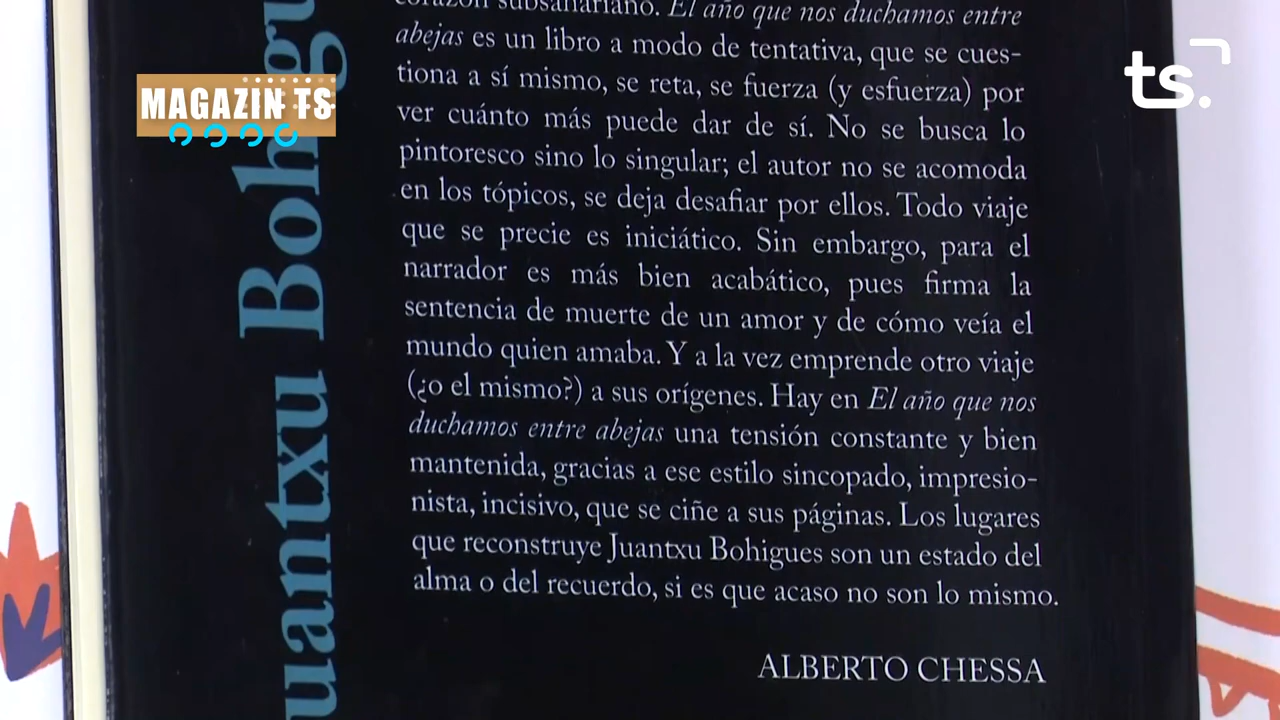 corazón subsahariano. El año que nos duchamos entre
abejas es un libro a modo de tentativa, que se cues-
tiona a sí mismo, se reta, se fuerza (y esfuerza) por
ver cuánto más puede dar de sí. No se busca lo
pintoresco sino lo singular; el autor no se acomoda
en los tópicos, se deja desafiar por ellos. Todo viaje
que se precie es iniciático. Sin embargo, para el
narrador es más bien acabático, pues firma la
sentencia de muerte de un amor y de cómo veía el
mundo quien amaba. Y a la vez emprende otro viaje
(¿o el mismo?) a sus orígenes. Hay en El año que nos
duchamos entre abejas una tensión constante y bien
mantenida, gracias a ese estilo sincopado, impresio-
nista, incisivo, que se ciñe a sus páginas. Los lugares
que reconstruye Juantxu Bohigues son un estado del
alma o del recuerdo, si es que acaso no son lo mismo.
ALBERTO CHESSA
uantxu Bohigu
MAGAZIN TS
ts.